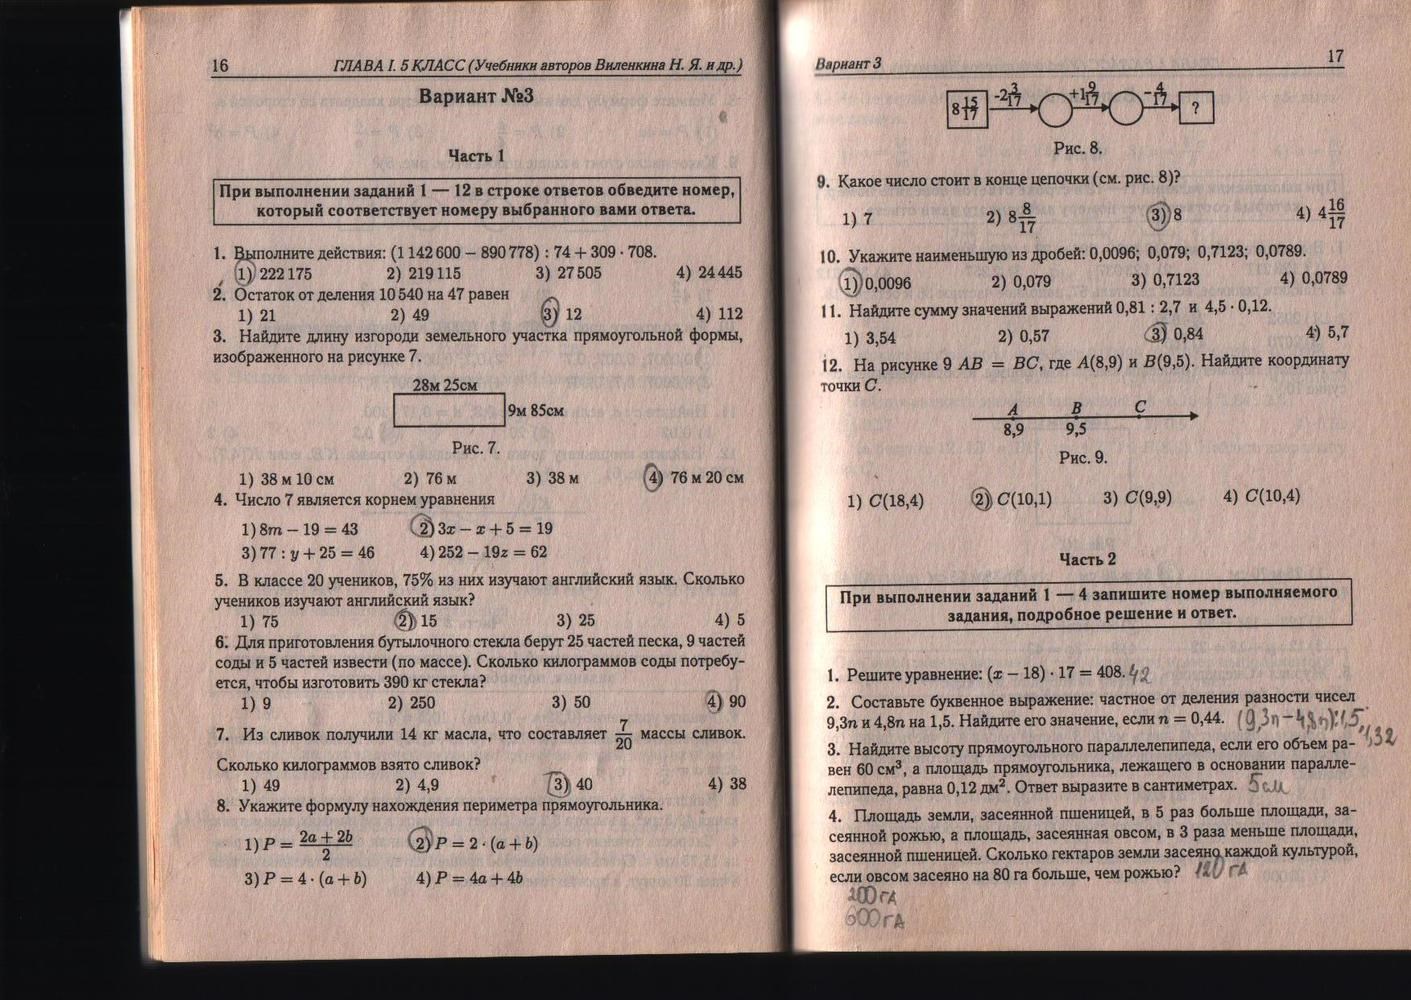 16
ГЛАВА I. 5 КЛАСС (Учебники авторов Виленкина Н. Я. и др.)
Вариант №3
Часть 1
При выполнении заданий 1 — 12 в строке ответов обведите номер,
который соответствует номеру выбранного вами ответа.
1. Выполните действия: (1 142 600 − 890 778) : 74 + 309 · 708.
1) 222 175 2) 219 115 3) 27 505 4) 24 445
2. Остаток от деления 10 540 на 47 равен
1) 21 2) 49 3) 12 4) 112
3. Найдите длину изгороди земельного участка прямоугольной формы,
изображенного на рисунке 7.
28м 25см
9м 85см
Рис. 7.
1) 38 м 10 см 2) 76 м 3) 38 м 4) 76 м 20 см
4. Число 7 является корнем уравнения
1) 8m − 19 = 43 2) 3x − x + 5 = 19
3) 77 : y + 25 = 46 4) 252 − 19z = 62
5. В классе 20 учеников, 75% из них изучают английский язык. Сколько
учеников изучают английский язык?
1) 75 2) 15 3) 25 4) 5
6. Для приготовления бутылочного стекла берут 25 частей песка, 9 частей
соды и 5 частей извести (по массе). Сколько килограммов соды потребу-
ется, чтобы изготовить 390 кг стекла?
1) 9 2) 250 3) 50 4) 90
7. Из сливок получили 14 кг масла, что составляет 7/20 массы сливок.
Сколько килограммов взято сливок?
1) 49 2) 4,9 3) 40 4) 38
8. Укажите формулу нахождения периметра прямоугольника.
1) P = (2a + 2b)/2 2) P = 2 · (a + b)
3) P = 4 · (a + b) 4) P = 4a + 4b
Вариант 3
17
8 15/17 −2 3/17 +1 9/17 −4/17 ?
Рис. 8.
9. Какое число стоит в конце цепочки (см. рис. 8)?
1) 7 2) 8 8/17 3) 8 4) 4 16/17
10. Укажите наименьшую из дробей: 0,0096; 0,079; 0,7123; 0,0789.
1) 0,0096 2) 0,079 3) 0,7123 4) 0,0789
11. Найдите сумму значений выражений 0,81 : 2,7 и 4,5 · 0,12.
1) 3,54 2) 0,57 3) 0,84 4) 5,7
12. На рисунке 9 AB = BC, где A(8,9) и B(9,5). Найдите координату
точки C.
A B C
8,9 9,5
Рис. 9.
1) C(18,4) 2) C(10,1) 3) C(9,9) 4) C(10,4)
Часть 2
При выполнении заданий 1 — 4 запишите номер выполняемого
задания, подробное решение и ответ.
1. Решите уравнение: (x − 18) · 17 = 408. 42
2. Составьте буквенное выражение: частное от деления разности чисел
9,3n и 4,8n на 1,5. Найдите его значение, если n = 0,44. (9,3n−4,8n):1,5 1,32
3. Найдите высоту прямоугольного параллелепипеда, если его объем ра-
вен 60 см³, а площадь прямоугольника, лежащего в основании паралле-
лепипеда, равна 0,12 дм². Ответ выразите в сантиметрах. 5см
4. Площадь земли, засеянной пшеницей, в 5 раз больше площади, за-
сеянной рожью, а площадь, засеянная овсом, в 3 раза меньше площади,
засеянной пшеницей. Сколько гектаров земли засеяно каждой культурой,
если овсом засеяно на 80 га больше, чем рожью? 120 га
200 га
600 га